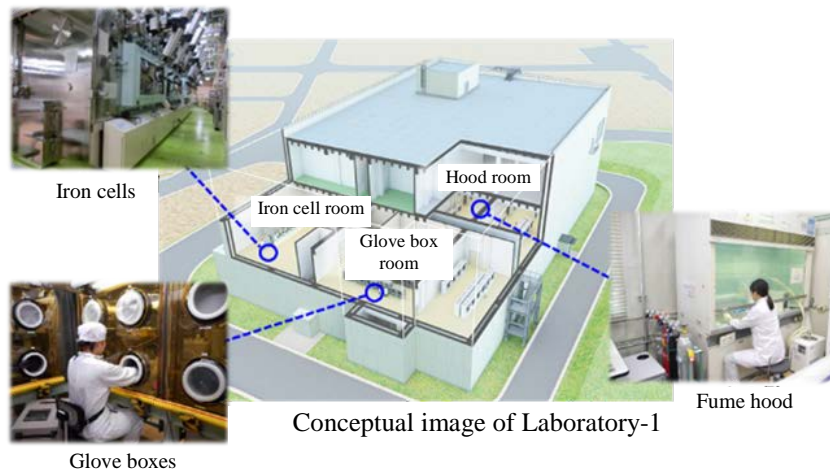 Iron cells
Hood room
Iron cell room
Glove box
room
Fume hood
Conceptual image of Laboratory-1
Glove boxes